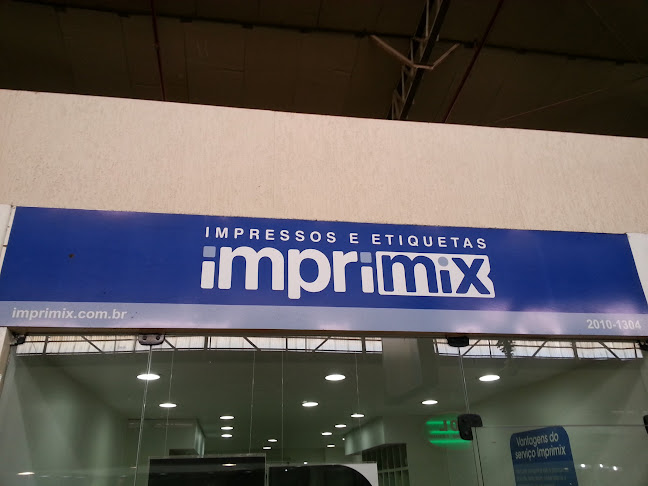 IMPRESSOS E ETIQUETAS
imprimix
imprimix.com.br
2010-1304
Vantagens do
serviço Imprimix